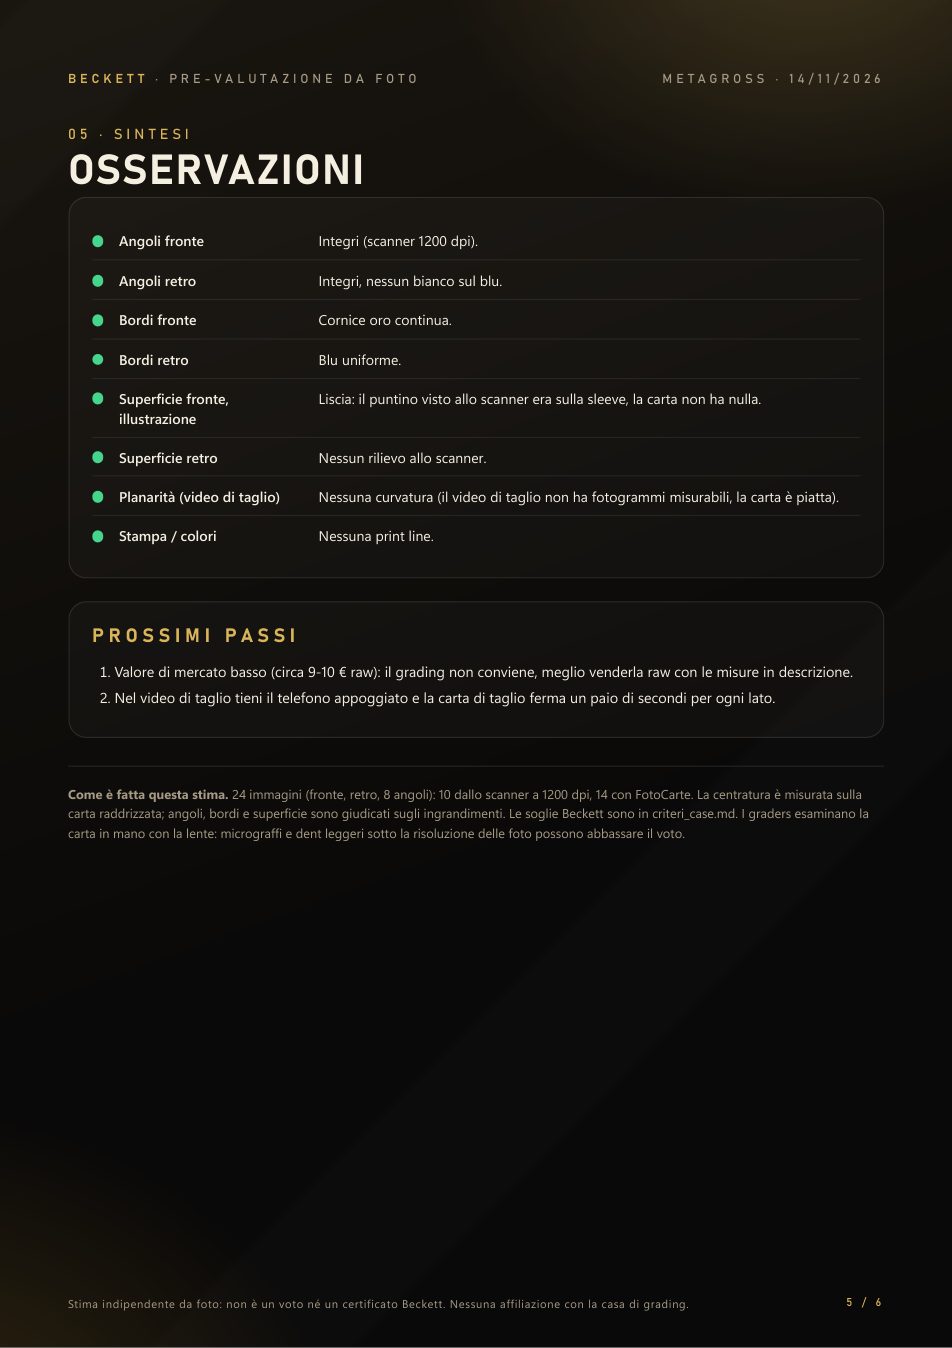 BECKETT · PRE-VALUTAZIONE DA FOTO
METAGROSS · 14/11/2026
05 · SINTESI
OSSERVAZIONI
Angoli fronte Integri (scanner 1200 dpi).
Angoli retro Integri, nessun bianco sul blu.
Bordi fronte Cornice oro continua.
Bordi retro Blu uniforme.
Superficie fronte, Liscia: il puntino visto allo scanner era sulla sleeve, la carta non ha nulla.
illustrazione
Superficie retro Nessun rilievo allo scanner.
Planarità (video di taglio) Nessuna curvatura (il video di taglio non ha fotogrammi misurabili, la carta è piatta).
Stampa / colori Nessuna print line.
PROSSIMI PASSI
1. Valore di mercato basso (circa 9-10 € raw): il grading non conviene, meglio venderla raw con le misure in descrizione.
2. Nel video di taglio tieni il telefono appoggiato e la carta di taglio ferma un paio di secondi per ogni lato.
Come è fatta questa stima. 24 immagini (fronte, retro, 8 angoli): 10 dallo scanner a 1200 dpi, 14 con FotoCarte. La centratura è misurata sulla
carta raddrizzata; angoli, bordi e superficie sono giudicati sugli ingrandimenti. Le soglie Beckett sono in criteri_case.md. I graders esaminano la
carta in mano con la lente: micrograffi e dent leggeri sotto la risoluzione delle foto possono abbassare il voto.
Stima indipendente da foto: non è un voto né un certificato Beckett. Nessuna affiliazione con la casa di grading.
5 / 6